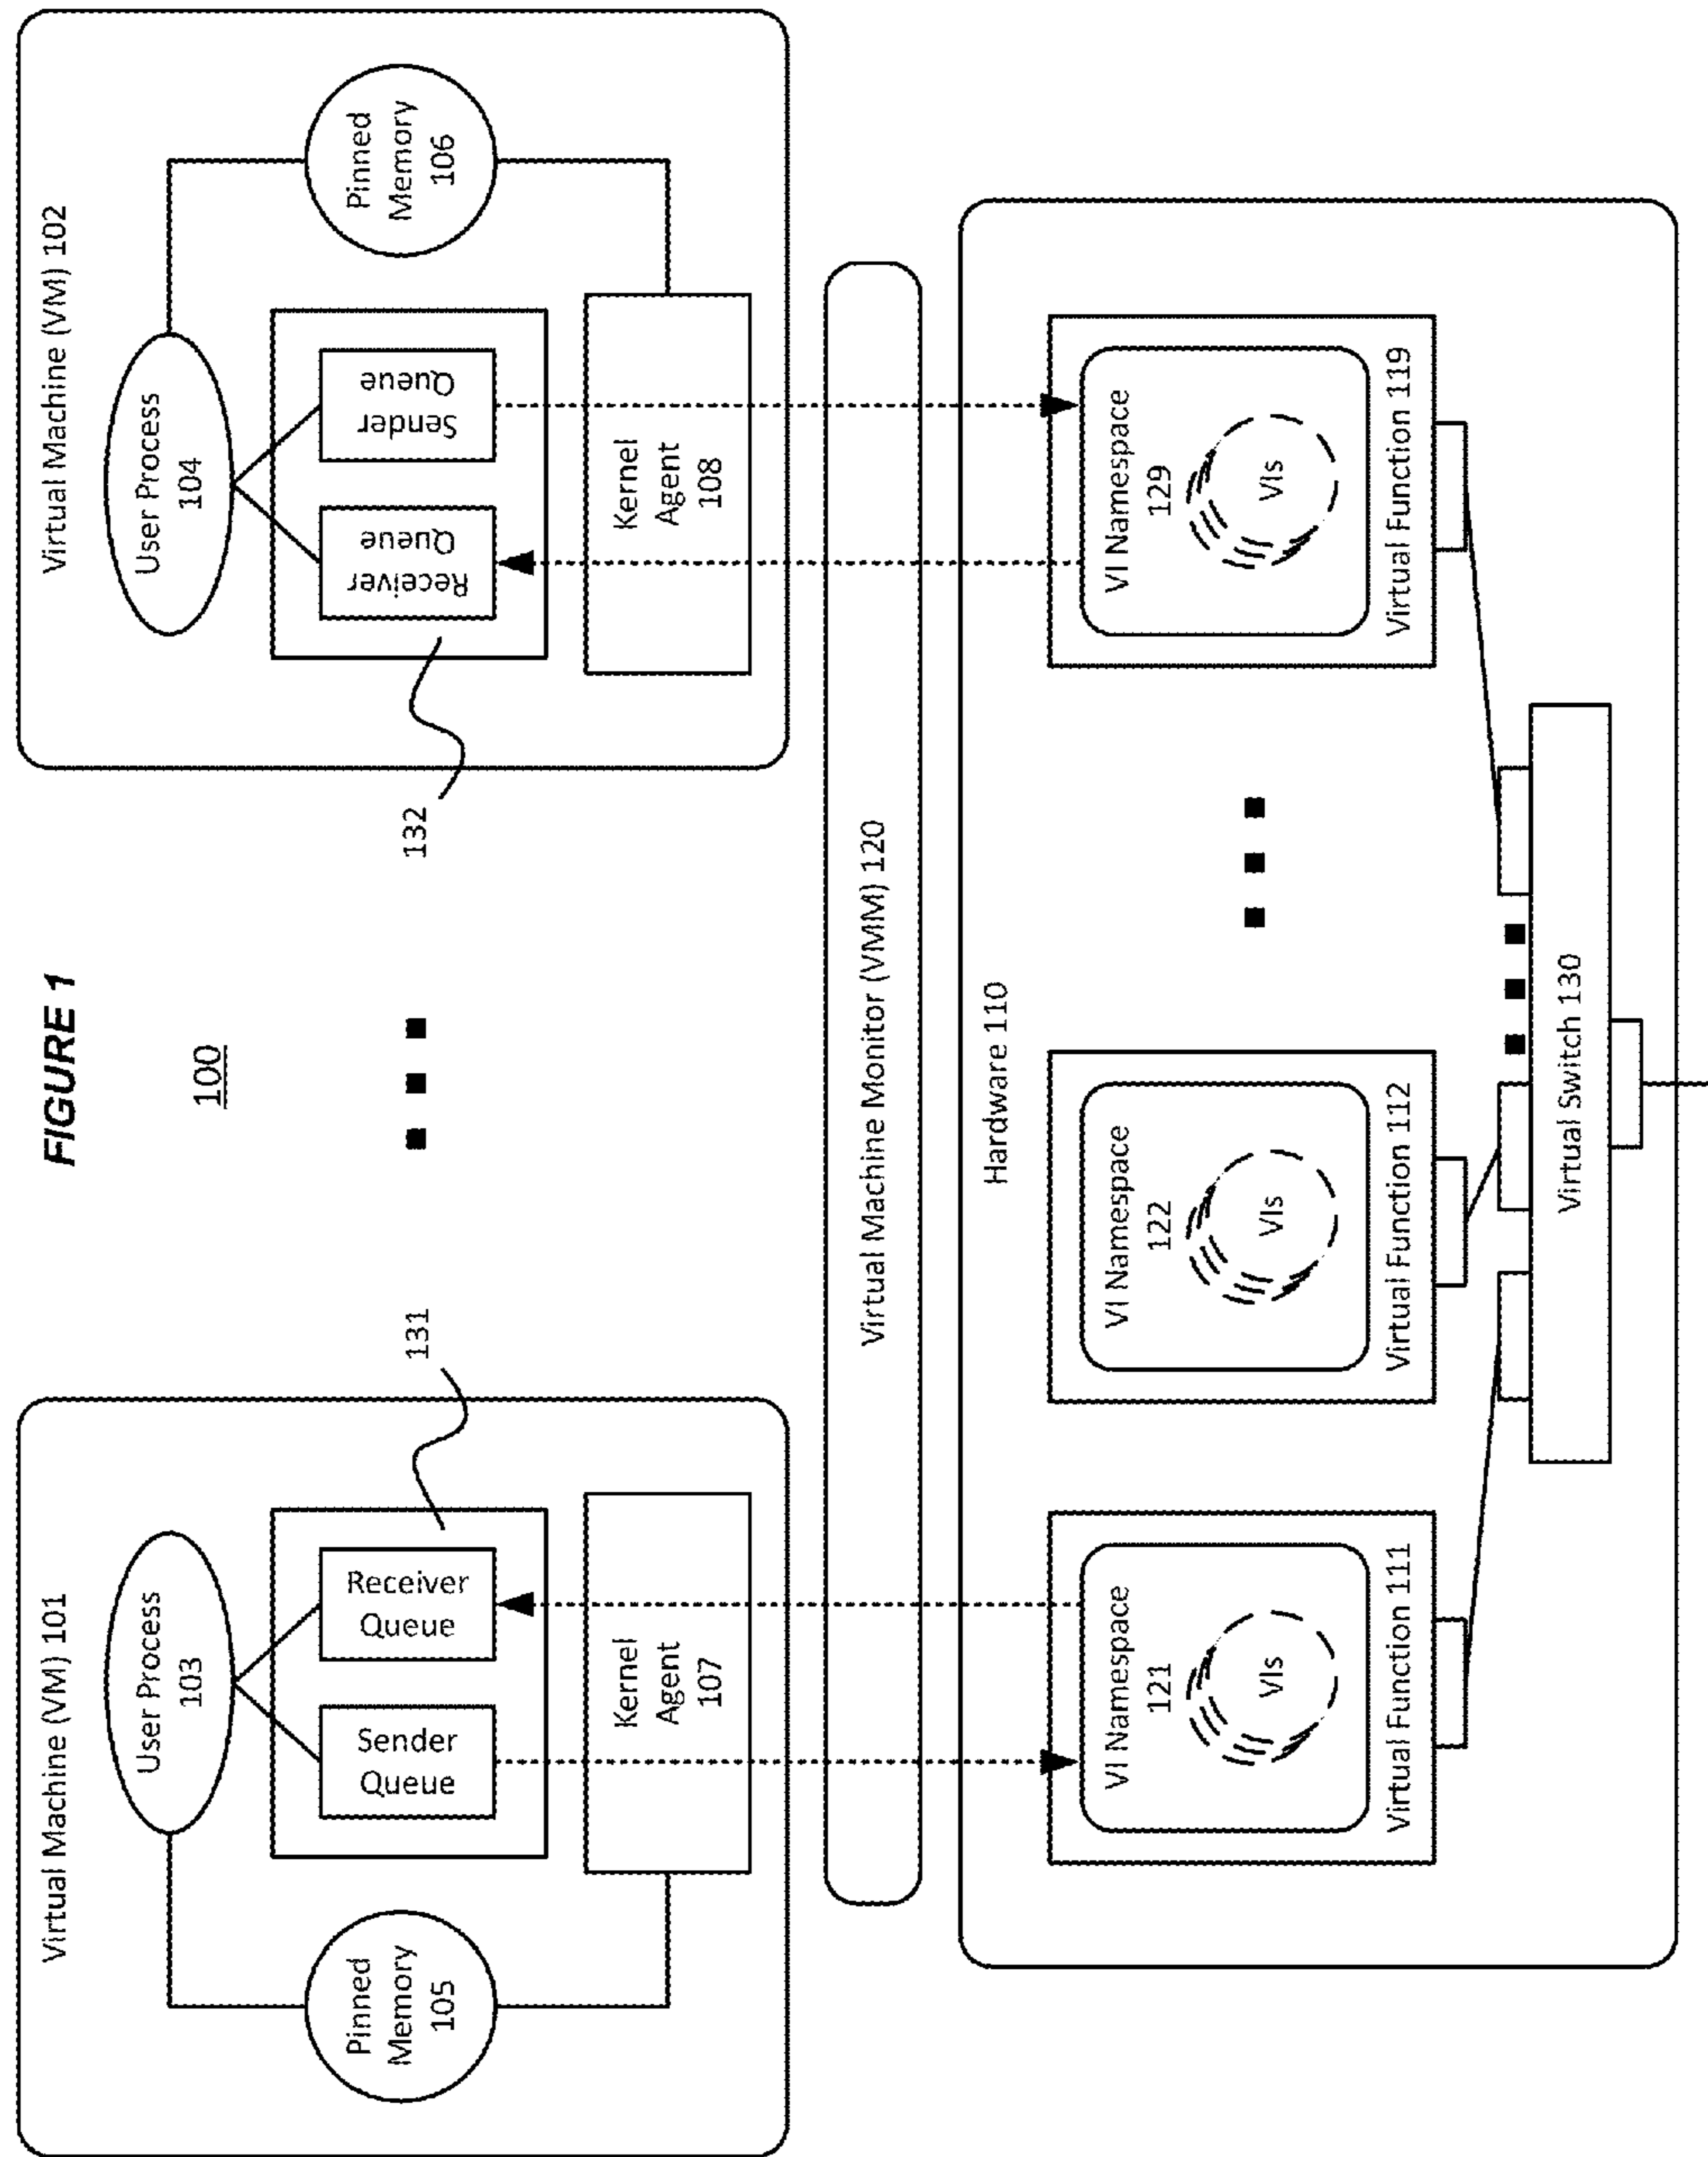 FIGURE 1
100
Virtual Machine (VM) 101
User Process
103
Pinned
Memory
105
Sender
Queue
Receiver
Queue
131
Kernel
Agent
107
Virtual Machine (VM) 102
User Process
104
Receiver
Queue
Sender
Queue
132
Pinned
Memory
106
Kernel
Agent
108
Virtual Machine Monitor (VMM) 120
Hardware 110
VI Namespace
121
VIs
Virtual Function 111
VI Namespace
122
VIs
Virtual Function 112
VI Namespace
129
VIs
Virtual Function 119
Virtual Switch 130